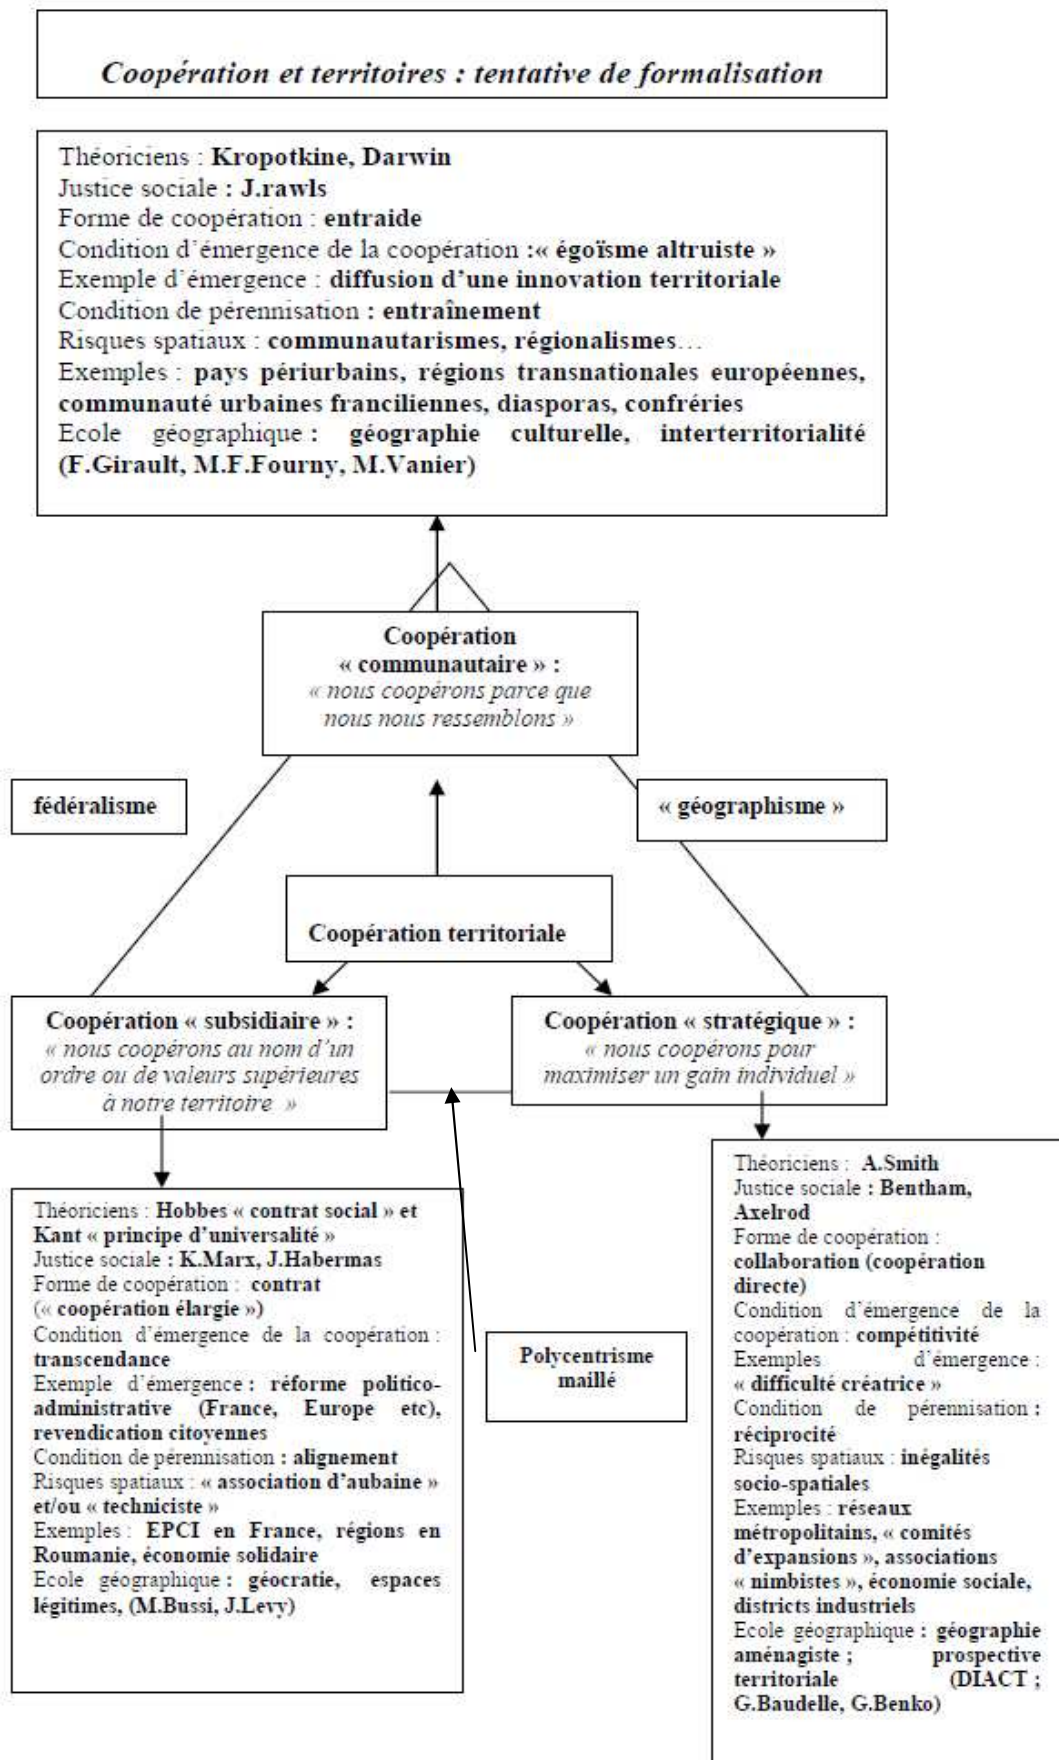 Coopération et territoires : tentative de formalisation
Théoriciens : Kropotkine, Darwin
Justice sociale : J.rawls
Forme de coopération : entraide
Condition d’émergence de la coopération :« égoïsme altruiste »
Exemple d’émergence : diffusion d’une innovation territoriale
Condition de pérennisation : entraînement
Risques spatiaux : communautarismes, régionalismes…
Exemples : pays périurbains, régions transnationales européennes,
communauté urbaines franciliennes, diasporas, confréries
Ecole géographique : géographie culturelle, interterritorialité
(F.Girault, M.F.Fourny, M.Vanier)
Coopération
« communautaire » :
« nous coopérons parce que
nous nous ressemblons »
fédéralisme
« géographisme »
Coopération territoriale
Coopération « subsidiaire » :
« nous coopérons au nom d’un
ordre ou de valeurs supérieures
à notre territoire »
Coopération « stratégique » :
« nous coopérons pour
maximiser un gain individuel »
Théoriciens : Hobbes « contrat social » et
Kant « principe d’universalité »
Justice sociale : K.Marx, J.Habermas
Forme de coopération : contrat
(« coopération élargie »)
Condition d’émergence de la coopération :
transcendance
Exemple d’émergence : réforme politico-
administrative (France, Europe etc),
revendication citoyennes
Condition de pérennisation : alignement
Risques spatiaux : « association d’aubaine »
et/ou « techniciste »
Exemples : EPCI en France, régions en
Roumanie, économie solidaire
Ecole géographique : géocratie, espaces
légitimes, (M.Bussi, J.Levy)
Polycentrisme
maillé
Théoriciens : A.Smith
Justice sociale : Bentham,
Axelrod
Forme de coopération :
collaboration (coopération
directe)
Condition d’émergence de la
coopération : compétitivité
Exemples d’émergence :
« difficulté créatrice »
Condition de pérennisation :
réciprocité
Risques spatiaux : inégalités
socio-spatiales
Exemples : réseaux
métropolitains, « comités
d’expansions », associations
« nimbistes », économie sociale,
districts industriels
Ecole géographique : géographie
aménagiste ; prospective
territoriale (DIACT ;
G.Baudelle, G.Benko)